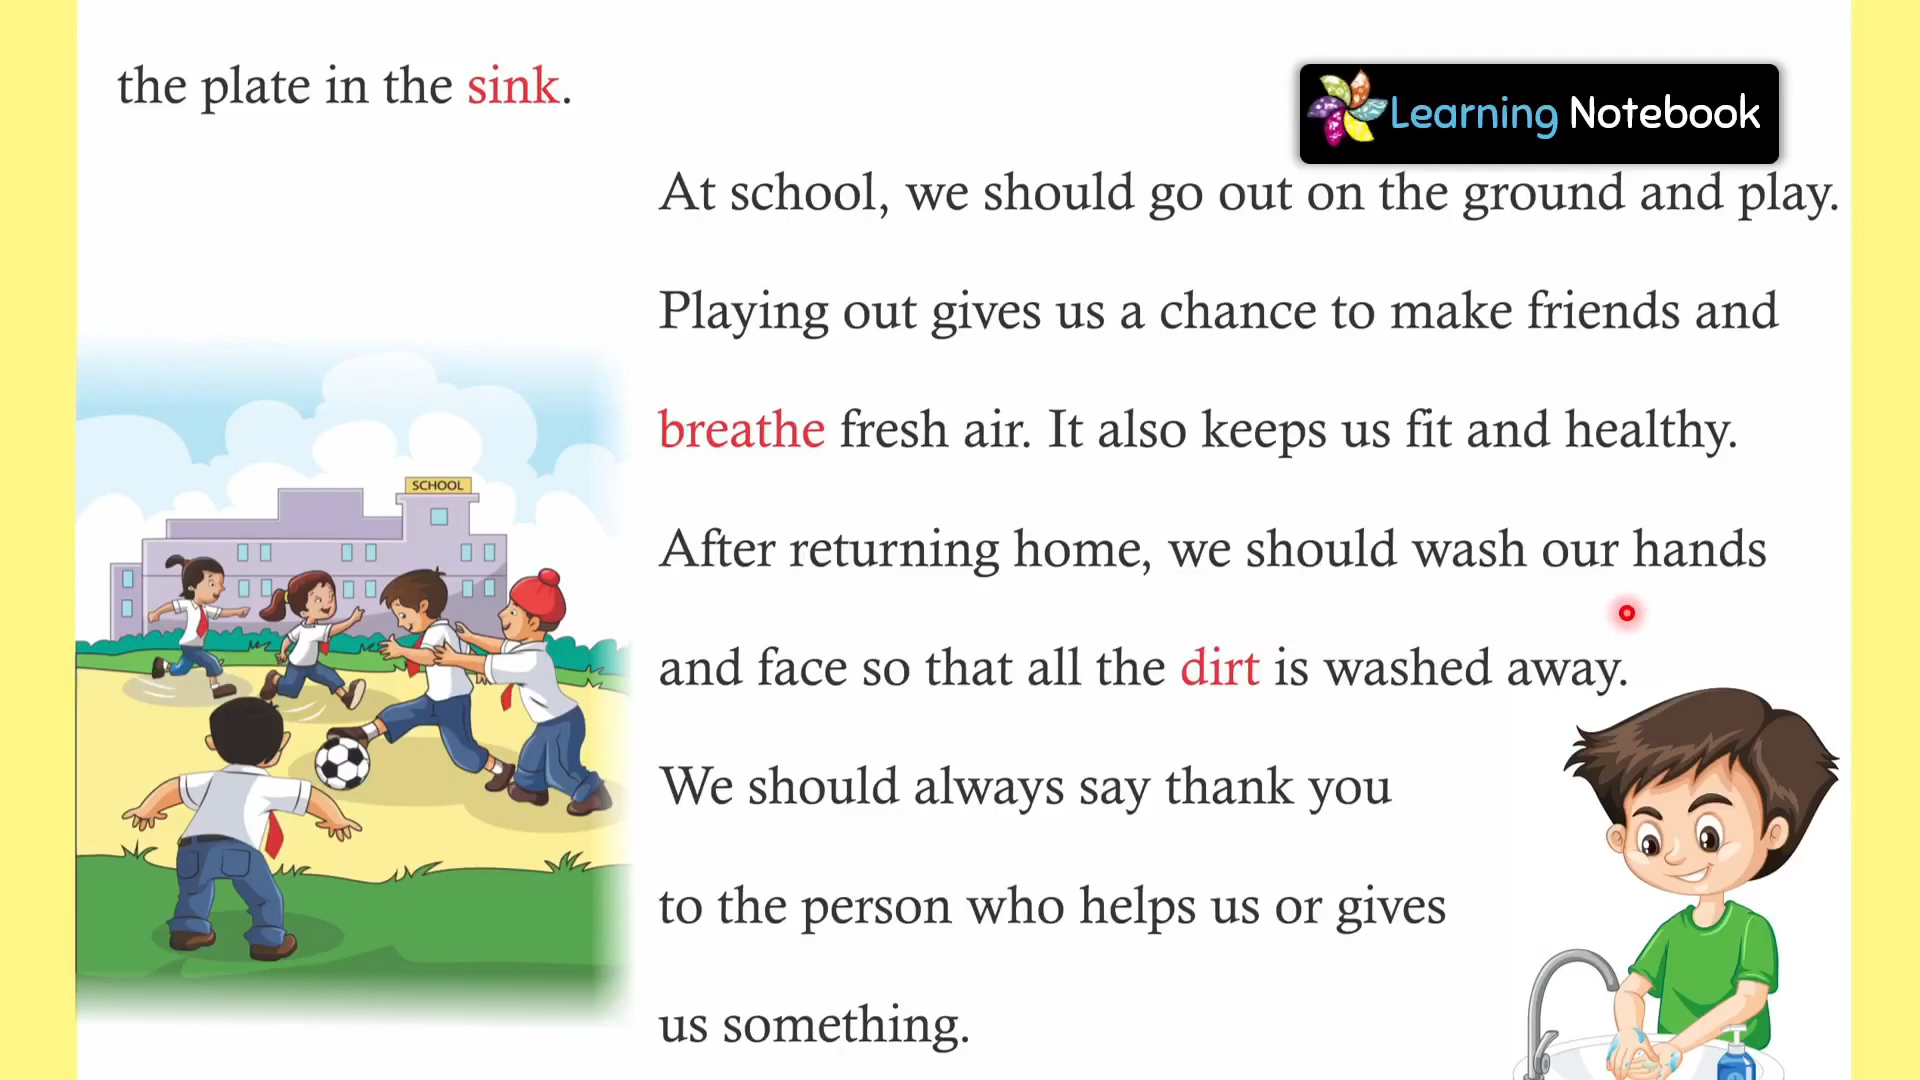 the plate in the sink.
Learning Notebook
At school, we should go out on the ground and play.
Playing out gives us a chance to make friends and
breathe fresh air. It also keeps us fit and healthy.
SCHOOL
After returning home, we should wash our hands
and face so that all the dirt is washed away.
We should always say thank you
to the person who helps us or gives
us something.